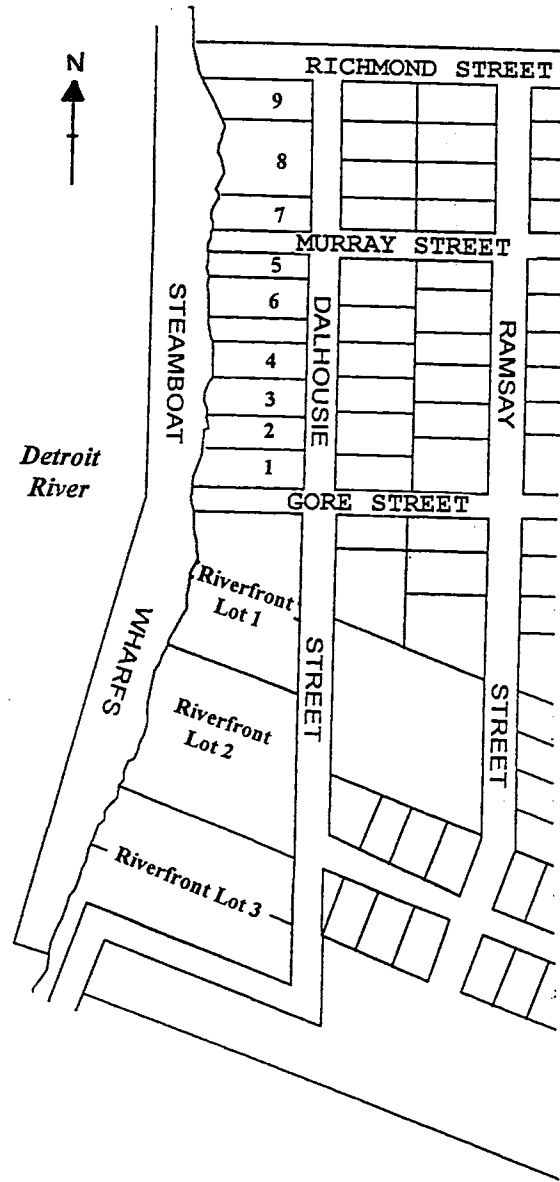 N
RICHMOND STREET
9
8
7
MURRAY STREET
5
6
4
3
2
1
STEAMBOAT
WHARFS
DALHOUSIE
STREET
RAMSAY
STREET
Detroit
River
GORE STREET
Riverfront
Lot 1
Riverfront
Lot 2
Riverfront Lot 3